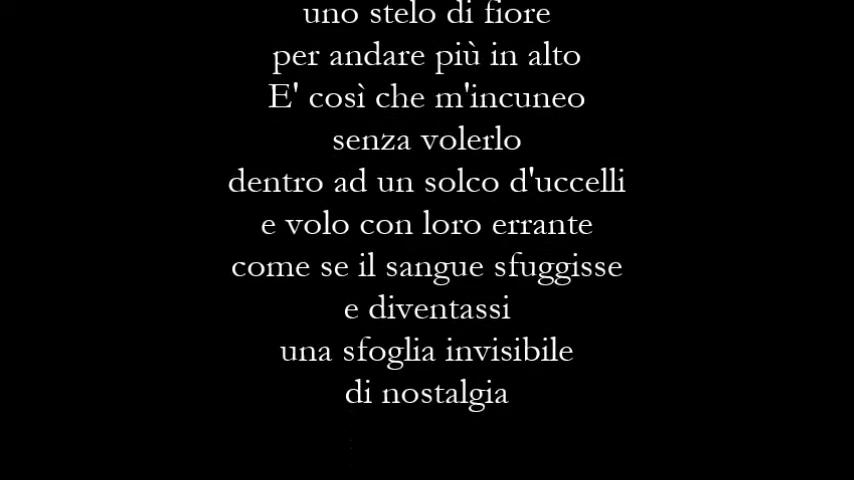 uno stelo di fiore
per andare più in alto
E' così che m'incuneo
senza volerlo
dentro ad un solco d'uccelli
e volo con loro errante
come se il sangue sfuggisse
e diventassi
una sfoglia invisibile
di nostalgia